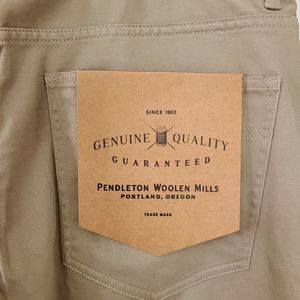 SINCE 1863
GENUINE QUALITY
GUARANTEED
PENDLETON WOOLEN MILLS
PORTLAND, OREGON
TRADE MARK